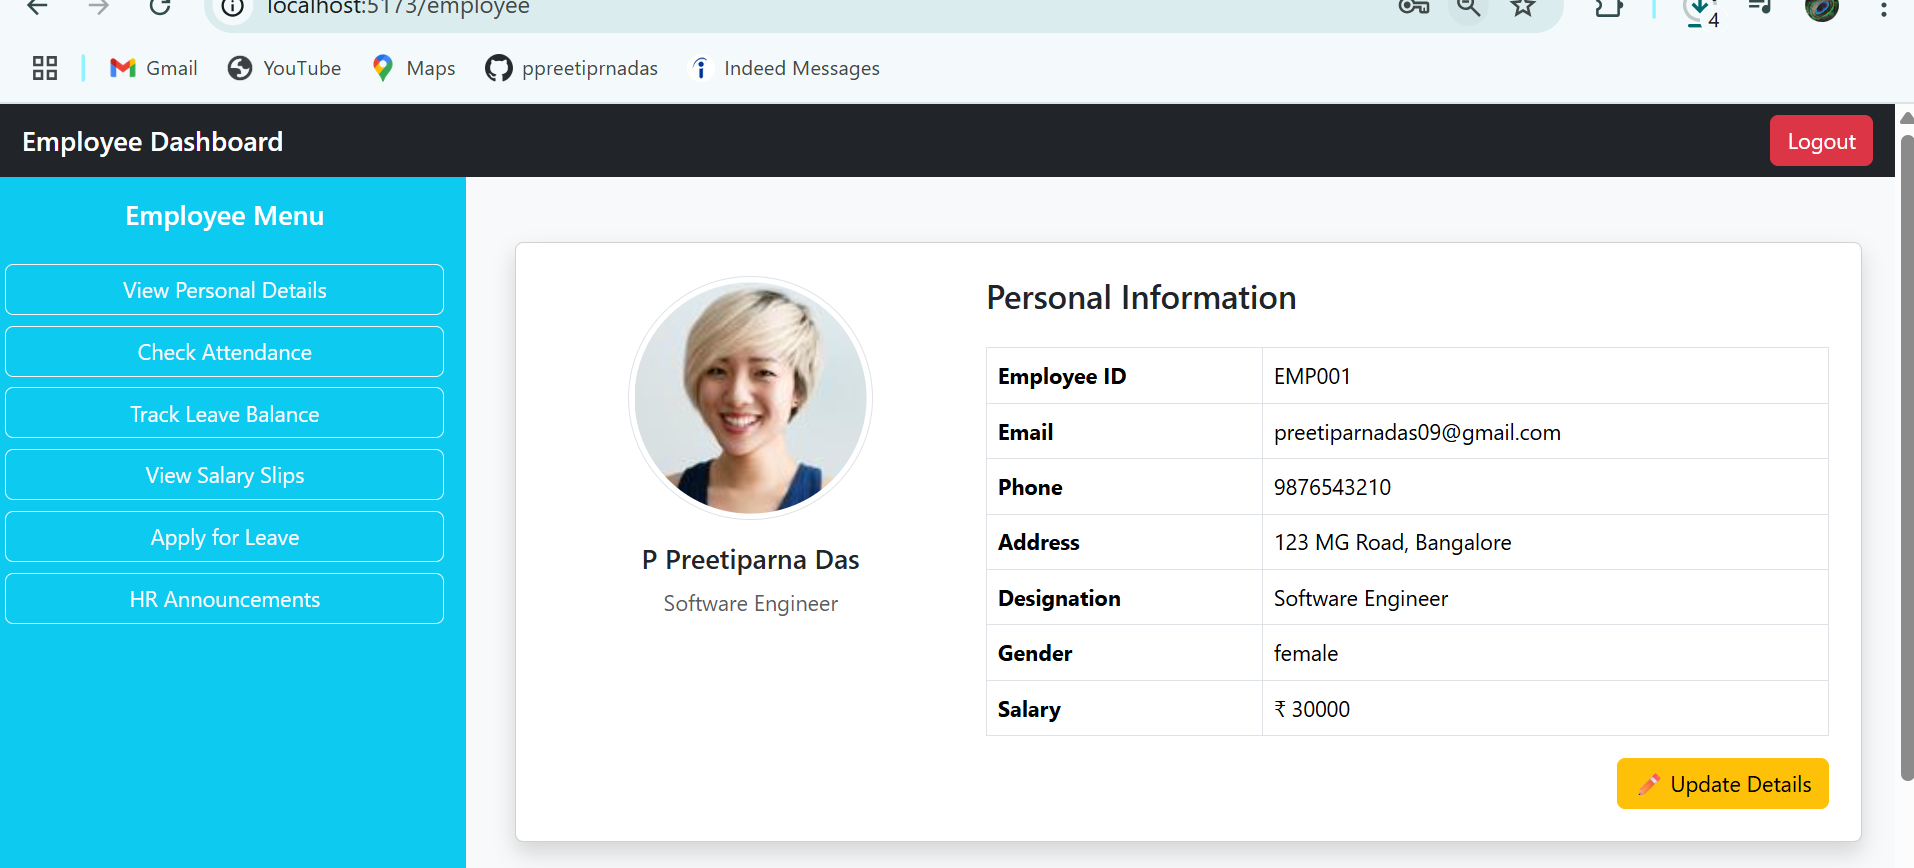 localhost:5173/employee
4
Gmail YouTube Maps ppreetiprnadas Indeed Messages
Employee Dashboard
Logout
Employee Menu
View Personal Details
Check Attendance
Track Leave Balance
View Salary Slips
Apply for Leave
HR Announcements
P Preetiparna Das
Software Engineer
Personal Information
Employee ID EMP001
Email preetiparnadas09@gmail.com
Phone 9876543210
Address 123 MG Road, Bangalore
Designation Software Engineer
Gender female
Salary ₹ 30000
Update Details